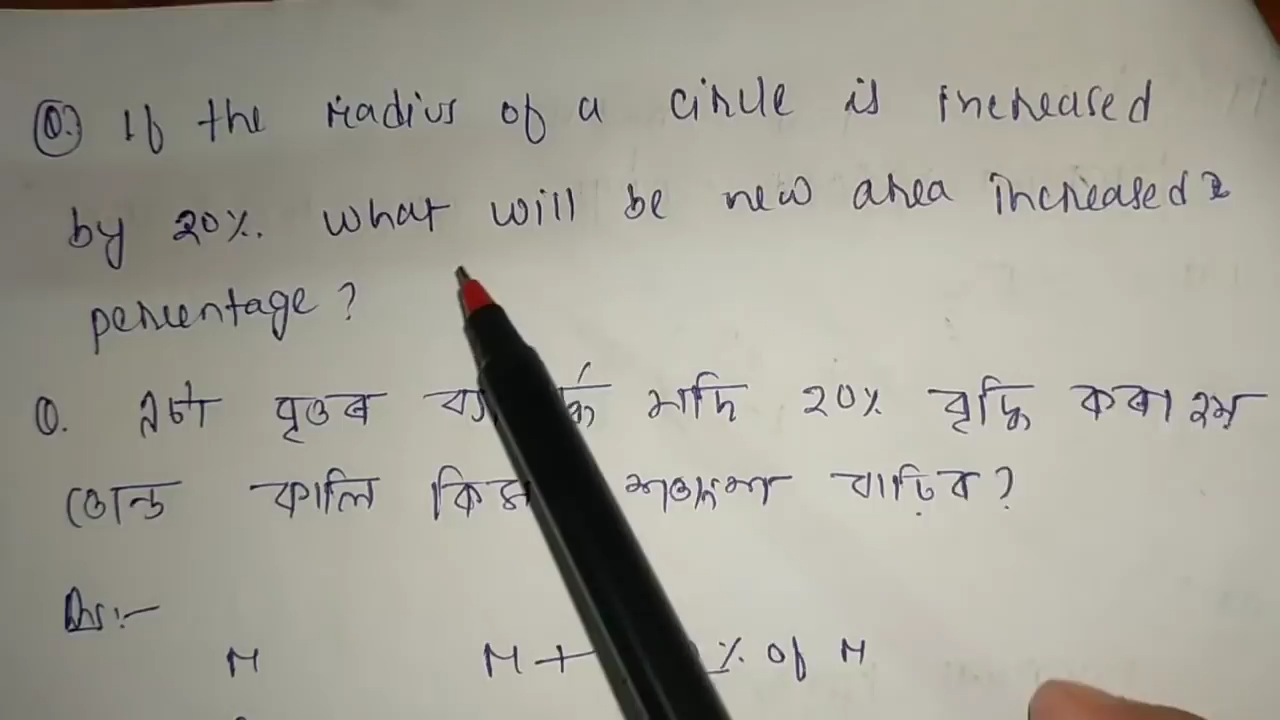 Q. If the radius of a circle is increased
by 20%. What will be new area increased
percentage?
Q. এটা বৃত্তৰ যদি 20% বৃদ্ধি কৰা হয়
তেন্তে কালি শতাংশ বাঢ়িব?
Ans:-
r r + % of r